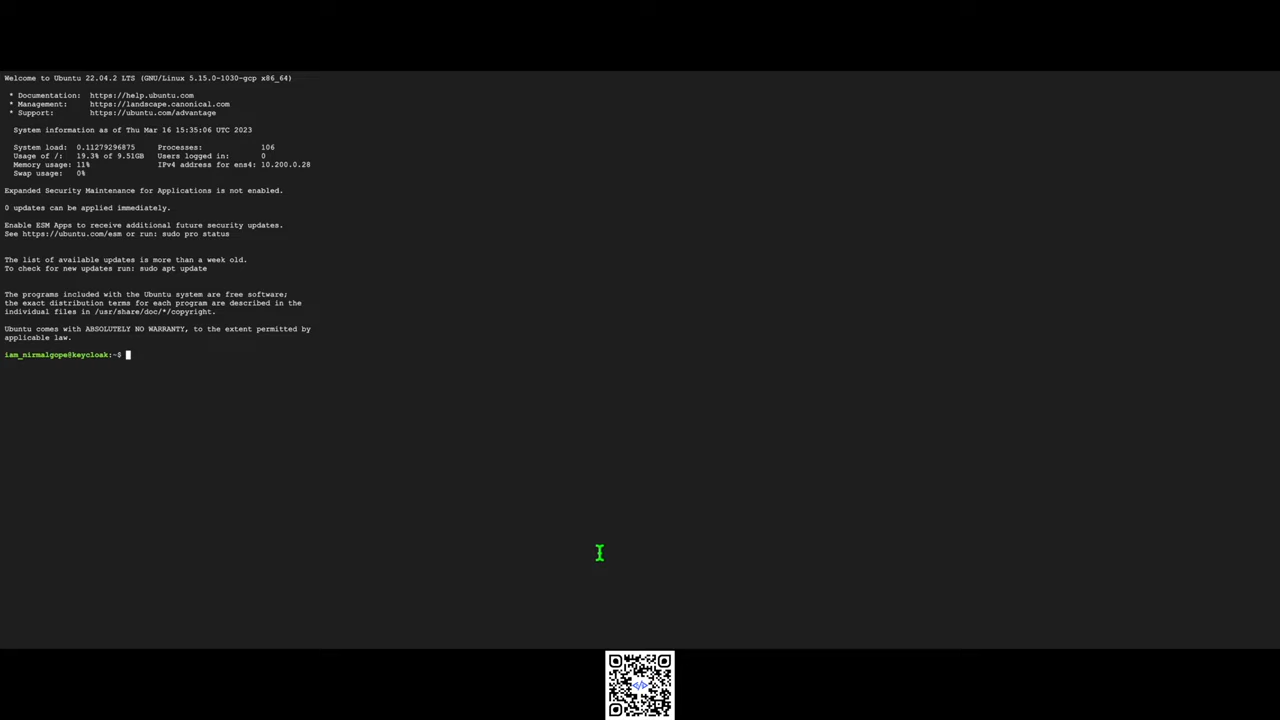 Welcome to Ubuntu 22.04.2 LTS (GNU/Linux 5.15.0-1030-gcp x86_64)
* Documentation: https://help.ubuntu.com
* Management: https://landscape.canonical.com
* Support: https://ubuntu.com/advantage
System information as of Thu Mar 16 15:35:06 UTC 2023
System load: 0.11279296875 Processes: 106
Usage of /: 19.3% of 9.51GB Users logged in: 0
Memory usage: 11% IPv4 address for ens4: 10.200.0.28
Swap usage: 0%
Expanded Security Maintenance for Applications is not enabled.
0 updates can be applied immediately.
Enable ESM Apps to receive additional future security updates.
See https://ubuntu.com/esm or run: sudo pro status
The list of available updates is more than a week old.
To check for new updates run: sudo apt update
The programs included with the Ubuntu system are free software;
the exact distribution terms for each program are described in the
individual files in /usr/share/doc/*/copyright.
Ubuntu comes with ABSOLUTELY NO WARRANTY, to the extent permitted by
applicable law.
iam_nirmalgope@keycloak:~$